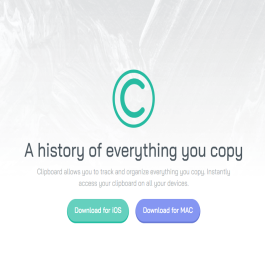 ©
A history of everything you copy
Clipboard allows you to track and organize everything you copy. Instantly
access your clipboard on all your devices.
Download for iOS
Download for MAC